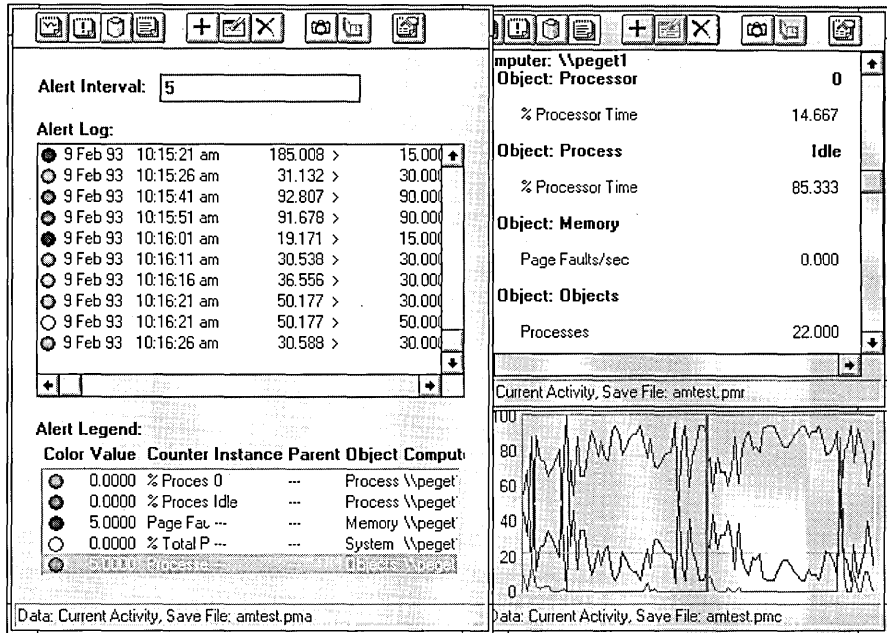 Alert Interval: 5
Alert Log:
9 Feb 93 10:15:21 am 185.008 > 15.000
9 Feb 93 10:15:26 am 31.132 > 30.000
9 Feb 93 10:15:41 am 92.807 > 90.000
9 Feb 93 10:15:51 am 91.678 > 90.000
9 Feb 93 10:16:01 am 19.171 > 15.000
9 Feb 93 10:16:11 am 30.538 > 30.000
9 Feb 93 10:16:16 am 36.556 > 30.000
9 Feb 93 10:16:21 am 50.177 > 30.000
9 Feb 93 10:16:21 am 50.177 > 50.000
9 Feb 93 10:16:26 am 30.588 > 30.000
Alert Legend:
Color Value Counter Instance Parent Object Comput
0.0000 % Proces 0 --- Process \\peget
0.0000 % Proces Idle --- Process \\peget
5.0000 Page Fau --- --- Memory \\peget
0.0000 % Total P --- --- System \\peget
Objects \\peget
Data: Current Activity, Save File: amtest.pma
mputer: \\peget1
Object: Processor 0
% Processor Time 14.667
Object: Process Idle
% Processor Time 85.333
Object: Memory
Page Faults/sec 0.000
Object: Objects
Processes 22.000
Current Activity, Save File: amtest.pmr
100
80
60
40
20
0
Data: Current Activity, Save File: amtest.pmc